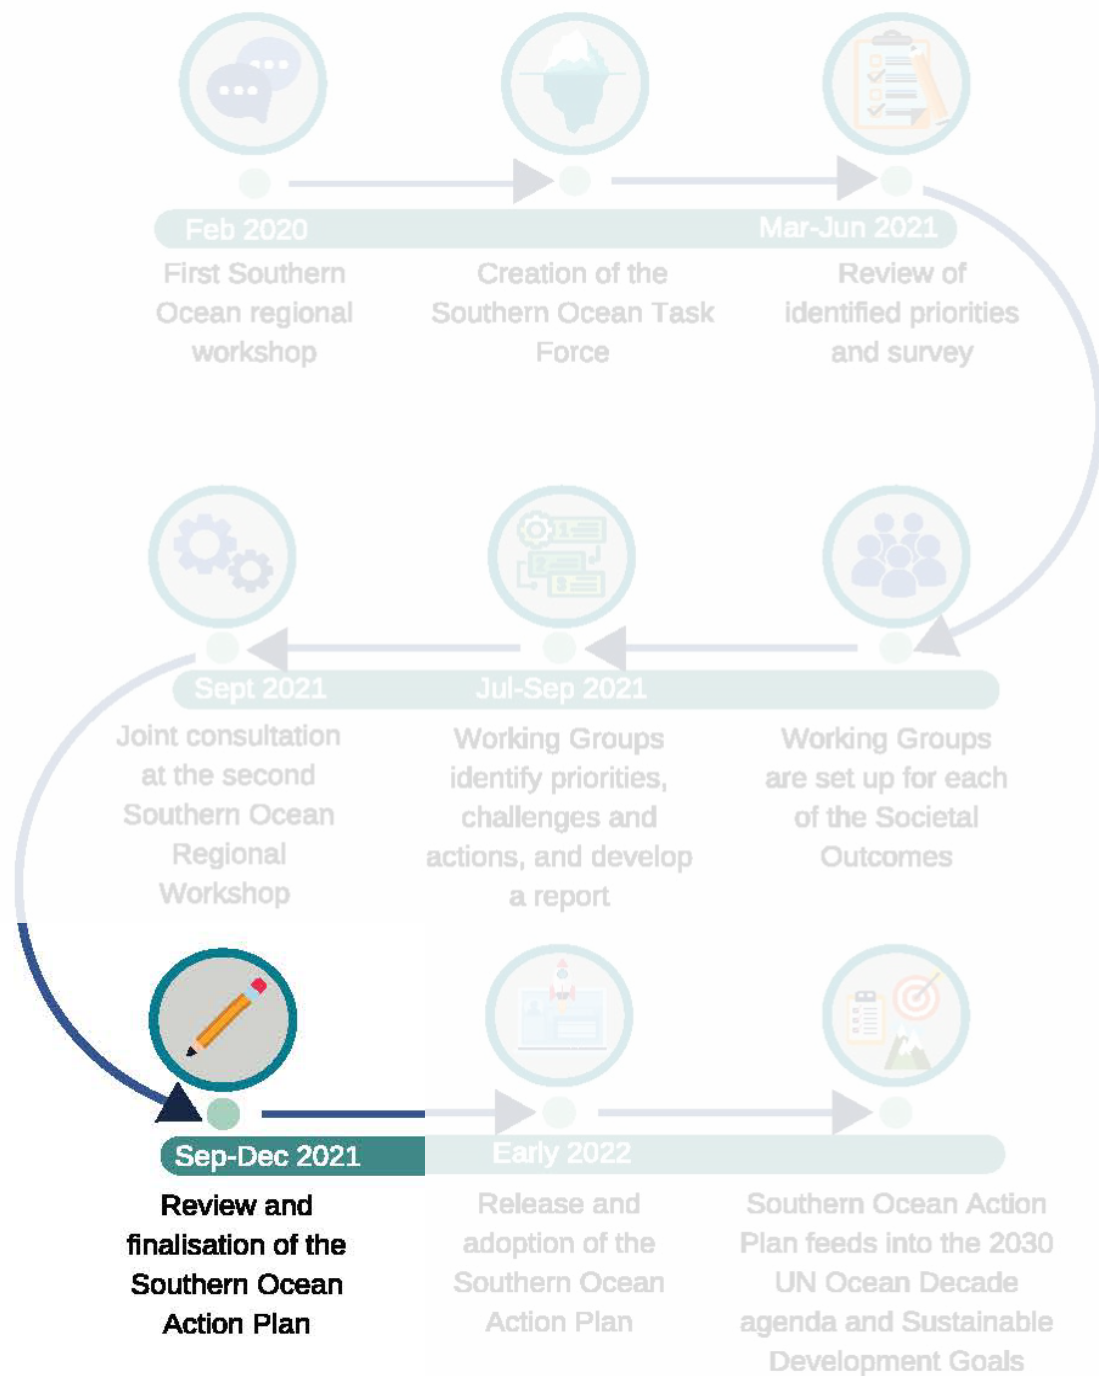 Feb 2020
Mar-Jun 2021
First Southern
Ocean regional
workshop
Creation of the
Southern Ocean Task
Force
Review of
identified priorities
and survey
1
2
3
Sept 2021
Jul-Sep 2021
Joint consultation
at the second
Southern Ocean
Regional
Workshop
Working Groups
identify priorities,
challenges and
actions, and develop
a report
Working Groups
are set up for each
of the Societal
Outcomes
Sep-Dec 2021
Early 2022
Review and
finalisation of the
Southern Ocean
Action Plan
Release and
adoption of the
Southern Ocean
Action Plan
Southern Ocean Action
Plan feeds into the 2030
UN Ocean Decade
agenda and Sustainable
Development Goals